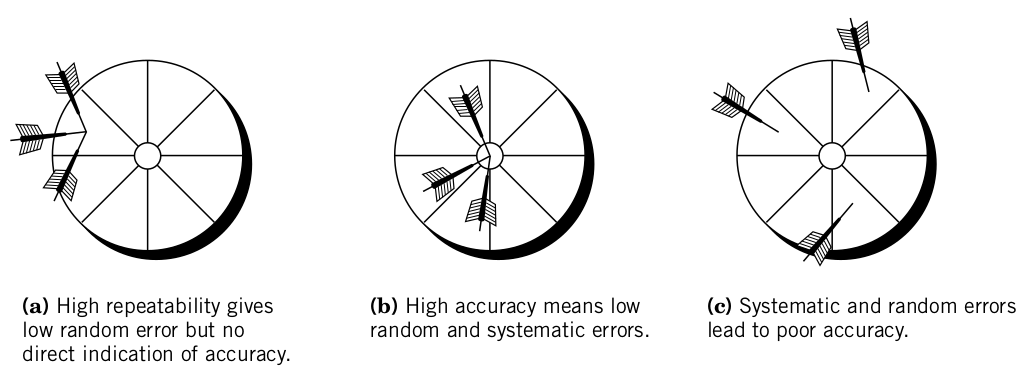 (a) High repeatability gives
low random error but no
direct indication of accuracy.
(b) High accuracy means low
random and systematic errors.
(c) Systematic and random errors
lead to poor accuracy.